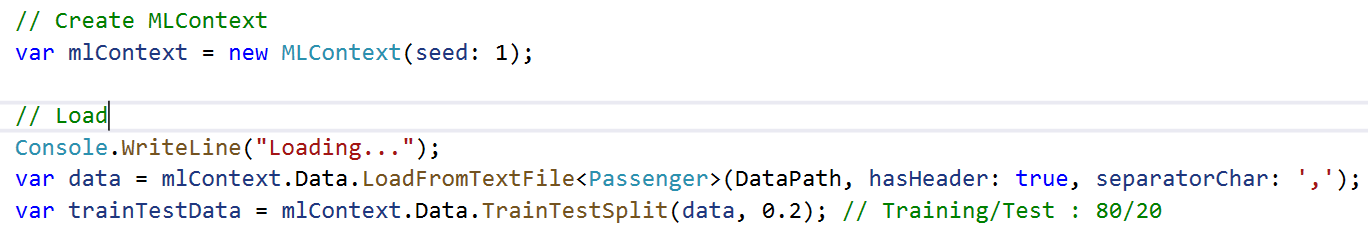 // Create MLContext
var mlContext = new MLContext(seed: 1);
// Load
Console.WriteLine("Loading...");
var data = mlContext.Data.LoadFromTextFile<Passenger>(DataPath, hasHeader: true, separatorChar: ',');
var trainTestData = mlContext.Data.TrainTestSplit(data, 0.2); // Training/Test : 80/20